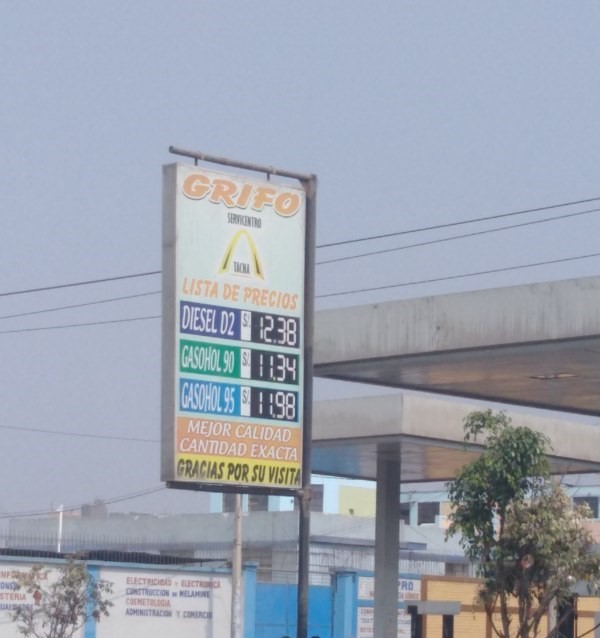 GRIFO
SERVICENTRO
TACNA
LISTA DE PRECIOS
DIESEL D2 S/. 12.38
GASOHOL 90 S/. 11.34
GASOHOL 95 S/. 11.98
MEJOR CALIDAD
CANTIDAD EXACTA
GRACIAS POR SU VISITA
ELECTRICIDAD Y ELECTRONICA
CONSTRUCCION DE MELAMINE
COSMETOLOGIA
ADMINISTRACION Y COMERCIO
PRO